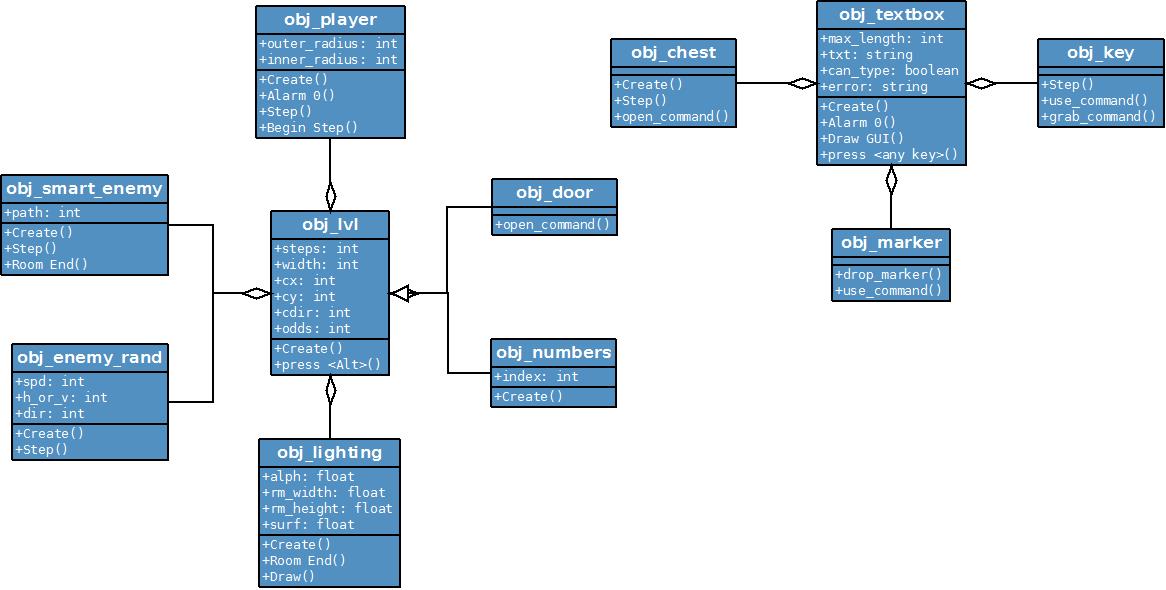 obj_player
+outer_radius: int
+inner_radius: int
+Create()
+Alarm 0()
+Step()
+Begin Step()
obj_smart_enemy
+path: int
+Create()
+Step()
+Room End()
obj_enemy_rand
+spd: int
+h_or_v: int
+dir: int
+Create()
+Step()
obj_lvl
+steps: int
+width: int
+cx: int
+cy: int
+cdir: int
+odds: int
+Create()
+press <Alt>()
obj_lighting
+alph: float
+rm_width: float
+rm_height: float
+surf: float
+Create()
+Room End()
+Draw()
obj_door
+open_command()
obj_numbers
+index: int
+Create()
obj_chest
+Create()
+Step()
+open_command()
obj_textbox
+max_length: int
+txt: string
+can_type: boolean
+error: string
+Create()
+Alarm 0()
+Draw GUI()
+press <any key>()
obj_key
+Step()
+use_command()
+grab_command()
obj_marker
+drop_marker()
+use_command()